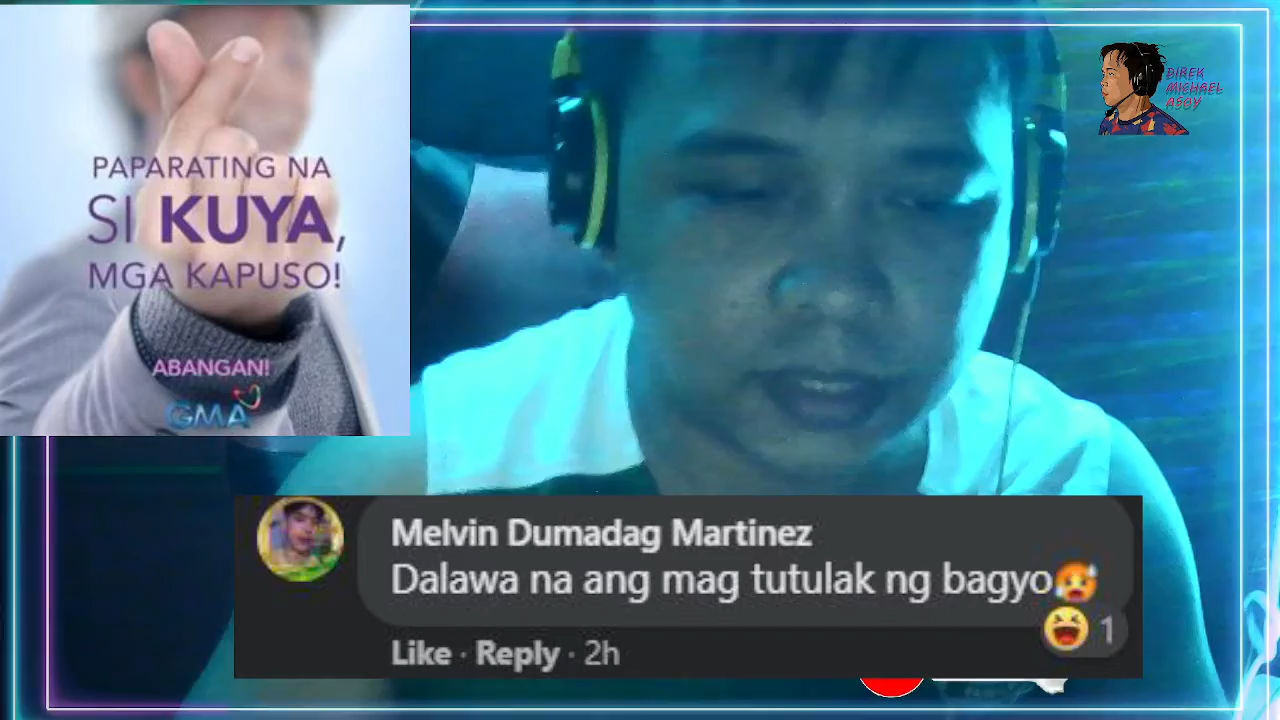 PAPARATING NA
SI KUYA,
MGA KAPUSO!
ABANGAN!
GMA
DIREK
MICHAEL
ASOY
Melvin Dumadag Martinez
Dalawa na ang mag tutulak ng bagyo🥵
😆 1
Like · Reply · 2h